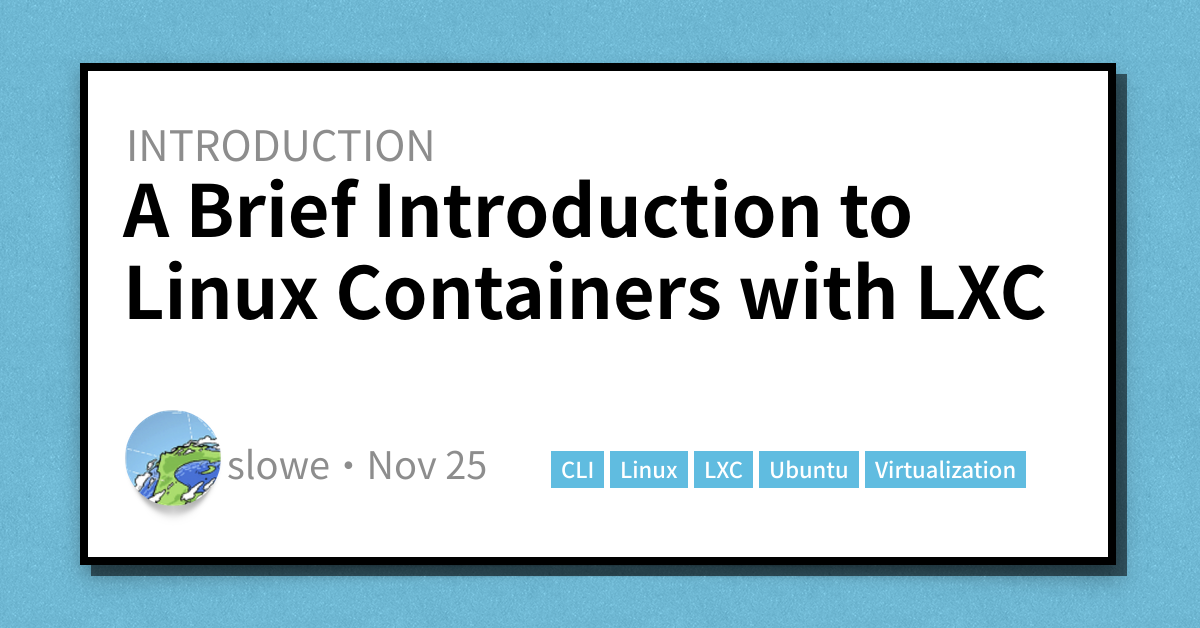 INTRODUCTION
A Brief Introduction to
Linux Containers with LXC
slowe • Nov 25
CLI Linux LXC Ubuntu Virtualization